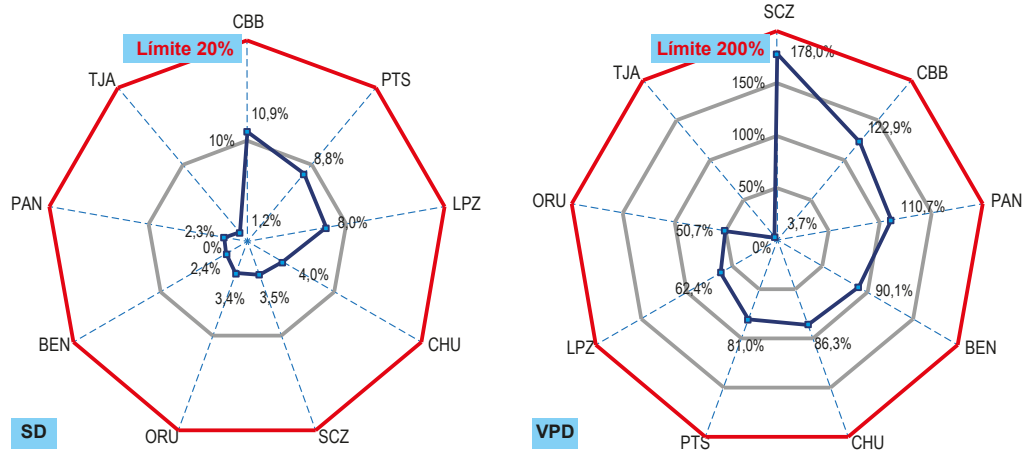 CBB
Límite 20%
TJA
PTS
10,9%
10%
8,8%
PAN
LPZ
1,2%
8,0%
2,3%
0%
2,4%
4,0%
3,4%
3,5%
BEN
CHU
ORU
SCZ
SD
SCZ
Límite 200%
178,0%
TJA
CBB
150%
122,9%
100%
50%
ORU
PAN
110,7%
3,7%
50,7%
0%
62,4%
90,1%
81,0%
86,3%
LPZ
BEN
PTS
CHU
VPD